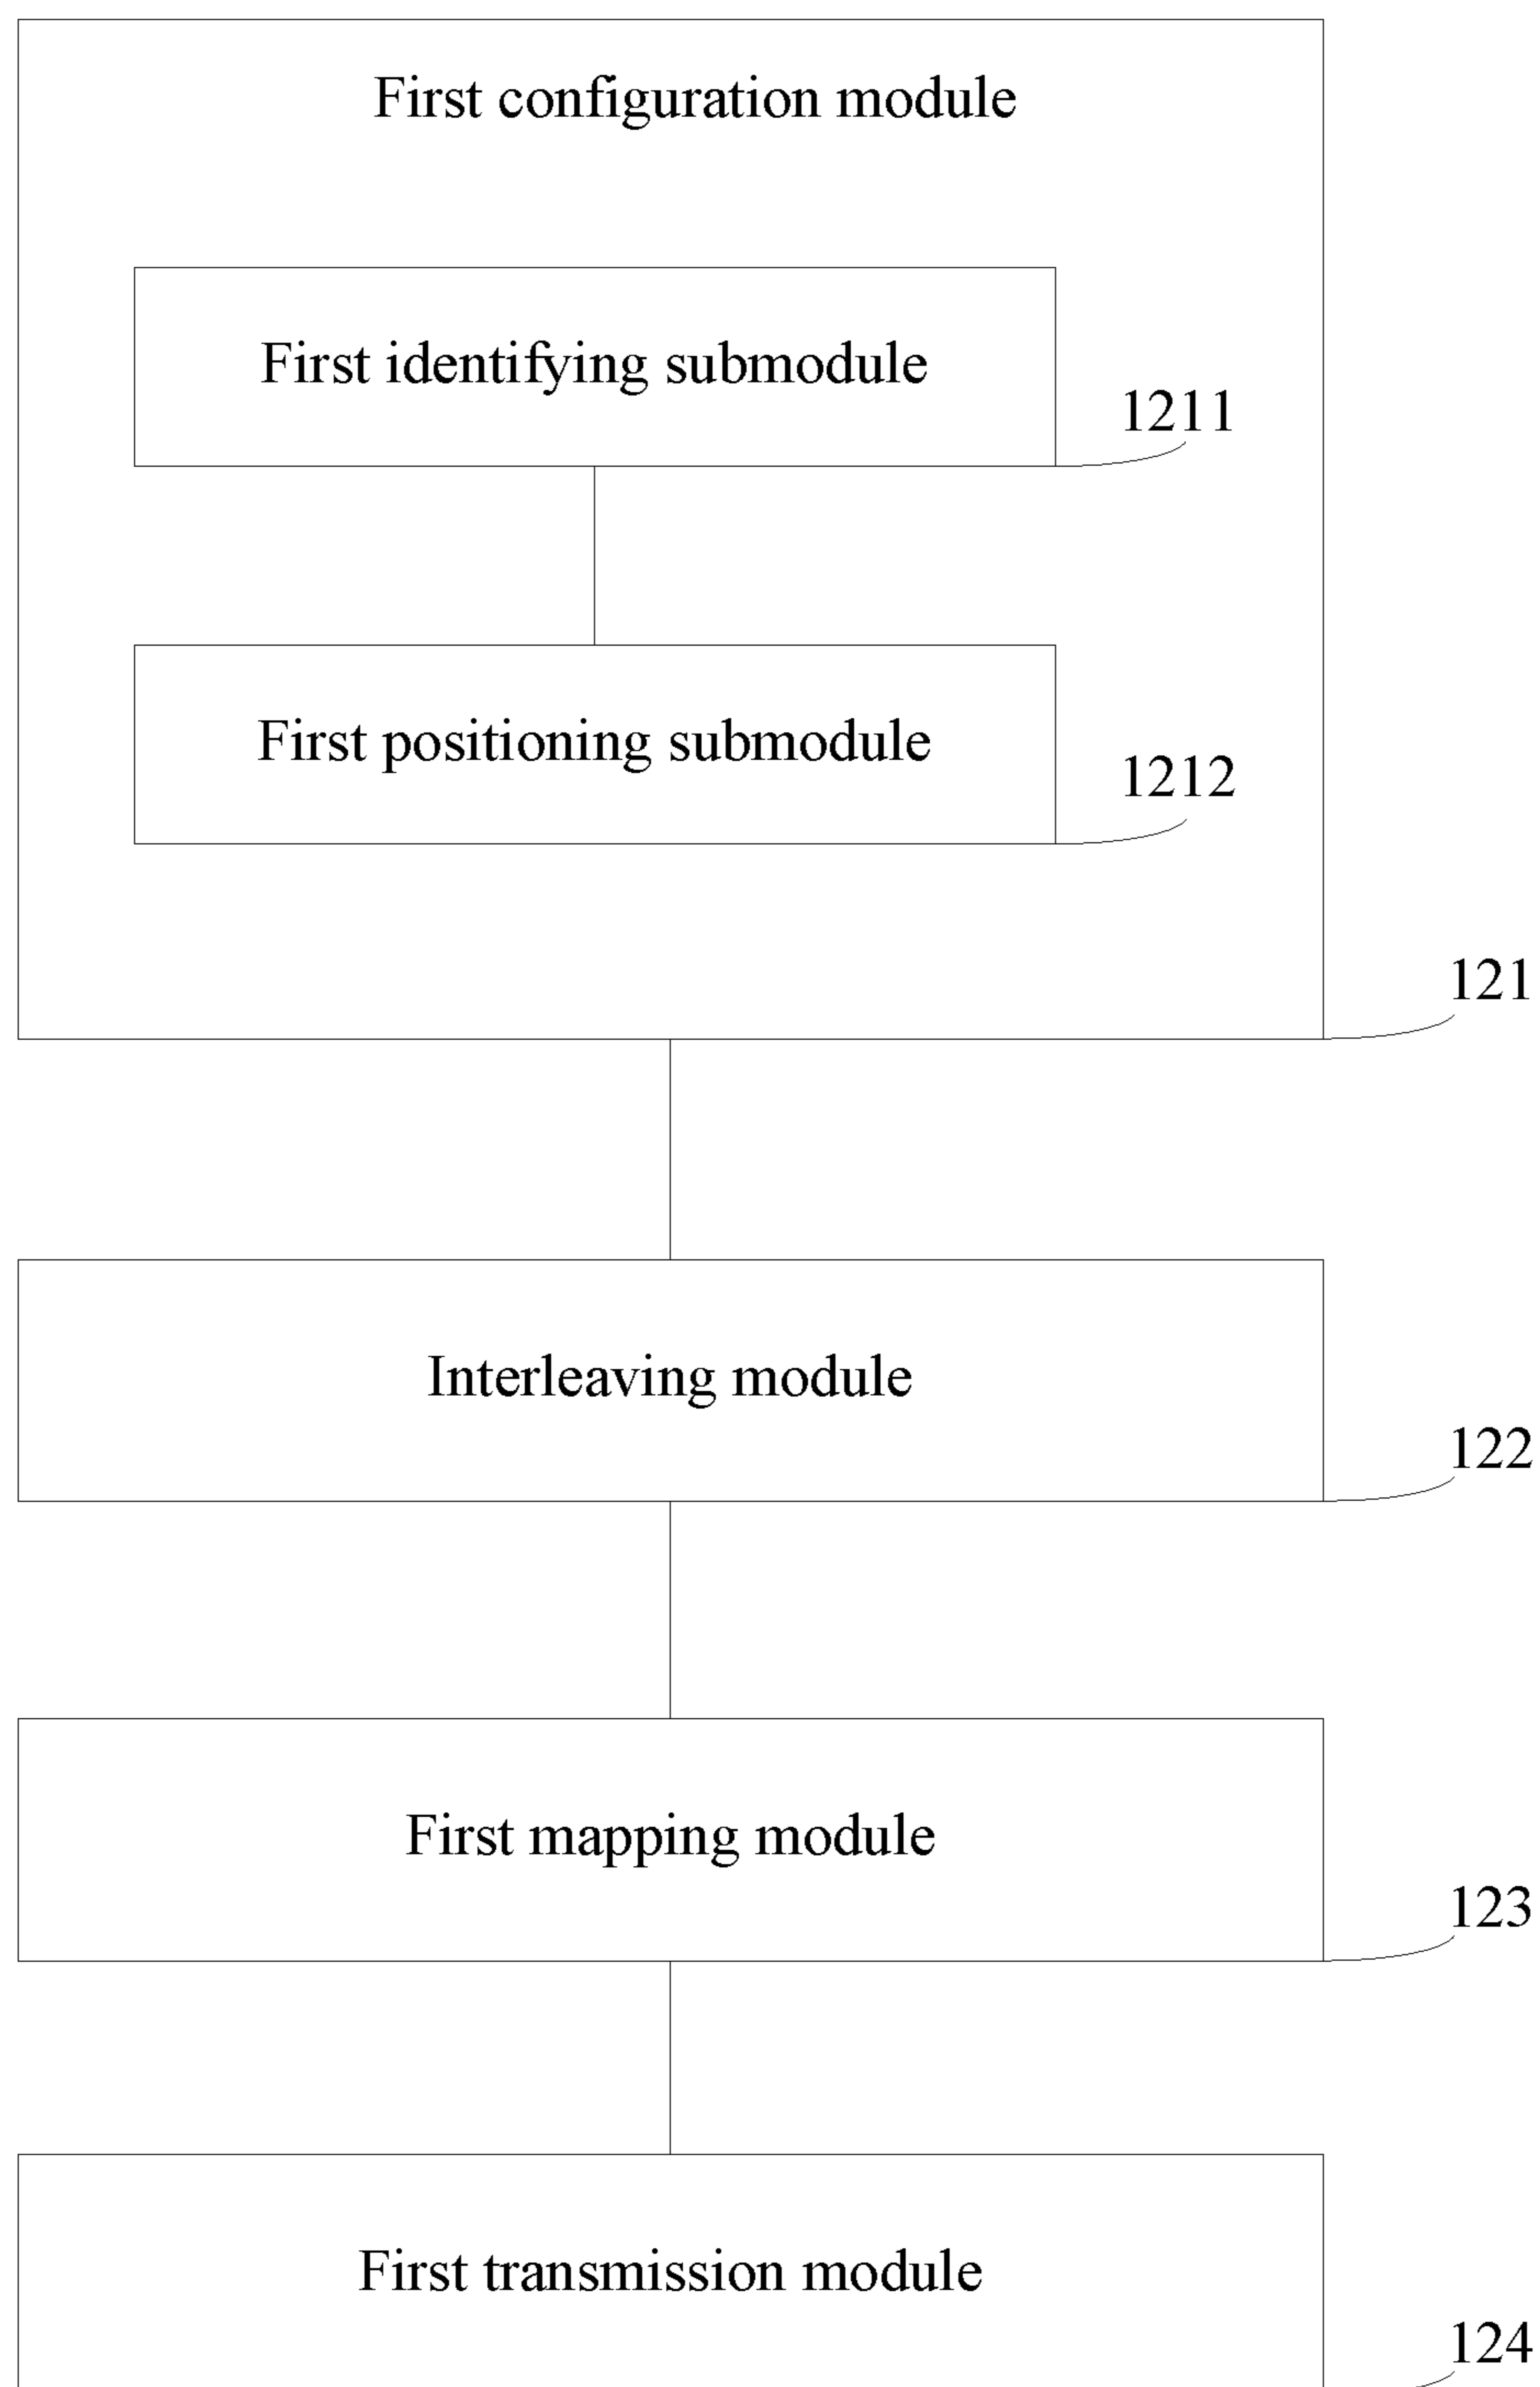 First configuration module
First identifying submodule
1211
First positioning submodule
1212
121
Interleaving module
122
First mapping module
123
First transmission module
124